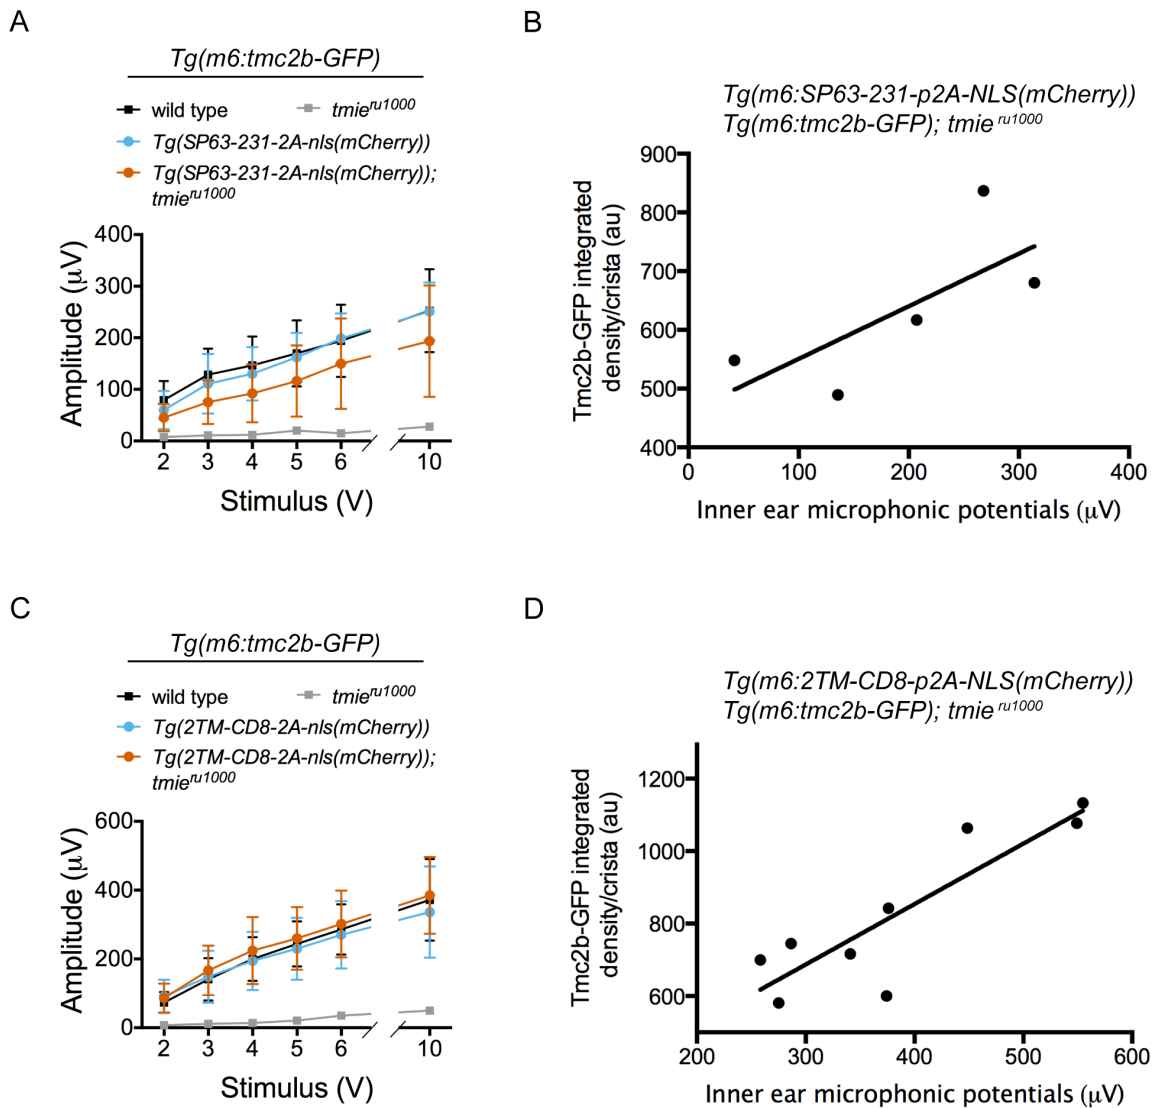 A
Tg(m6:tmc2b-GFP)
wild type
tmie^ru1000
Tg(SP63-231-2A-nls(mCherry))
Tg(SP63-231-2A-nls(mCherry));
tmie^ru1000
400
300
200
100
0
Amplitude (μV)
2 3 4 5 6 10
Stimulus (V)
B
Tg(m6:SP63-231-p2A-NLS(mCherry))
Tg(m6:tmc2b-GFP); tmie^ru1000
900
800
700
600
500
400
Tmc2b-GFP integrated
density/crista (au)
0 100 200 300 400
Inner ear microphonic potentials (μV)
C
Tg(m6:tmc2b-GFP)
wild type
tmie^ru1000
Tg(2TM-CD8-2A-nls(mCherry))
Tg(2TM-CD8-2A-nls(mCherry));
tmie^ru1000
600
400
200
0
Amplitude (μV)
2 3 4 5 6 10
Stimulus (V)
D
Tg(m6:2TM-CD8-p2A-NLS(mCherry))
Tg(m6:tmc2b-GFP); tmie^ru1000
1200
1000
800
600
Tmc2b-GFP integrated
density/crista (au)
200 300 400 500 600
Inner ear microphonic potentials (μV)